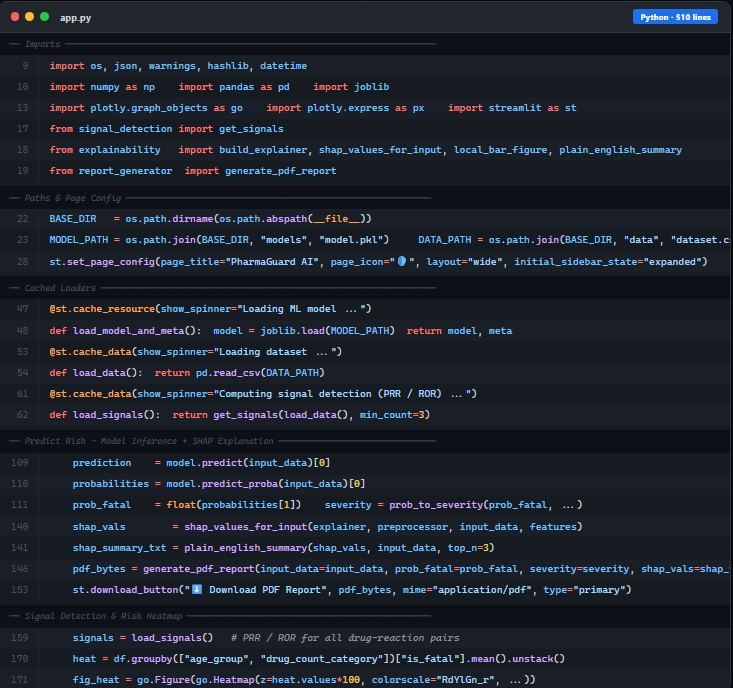 app.py
Python · 510 lines
── Imports ──
9 import os, json, warnings, hashlib, datetime
10 import numpy as np import pandas as pd import joblib
13 import plotly.graph_objects as go import plotly.express as px import streamlit as st
17 from signal_detection import get_signals
18 from explainability import build_explainer, shap_values_for_input, local_bar_figure, plain_english_summary
19 from report_generator import generate_pdf_report
── Paths & Page Config ──
22 BASE_DIR = os.path.dirname(os.path.abspath(__file__))
23 MODEL_PATH = os.path.join(BASE_DIR, "models", "model.pkl") DATA_PATH = os.path.join(BASE_DIR, "data", "dataset.c
28 st.set_page_config(page_title="PharmaGuard AI", page_icon="", layout="wide", initial_sidebar_state="expanded")
── Cached Loaders ──
47 @st.cache_resource(show_spinner="Loading ML model ...")
48 def load_model_and_meta(): model = joblib.load(MODEL_PATH) return model, meta
53 @st.cache_data(show_spinner="Loading dataset ...")
54 def load_data(): return pd.read_csv(DATA_PATH)
61 @st.cache_data(show_spinner="Computing signal detection (PRR / ROR) ...")
62 def load_signals(): return get_signals(load_data(), min_count=3)
── Predict Risk — Model Inference + SHAP Explanation ──
109 prediction = model.predict(input_data)[0]
110 probabilities = model.predict_proba(input_data)[0]
111 prob_fatal = float(probabilities[1]) severity = prob_to_severity(prob_fatal, ...)
140 shap_vals = shap_values_for_input(explainer, preprocessor, input_data, features)
141 shap_summary_txt = plain_english_summary(shap_vals, input_data, top_n=3)
146 pdf_bytes = generate_pdf_report(input_data=input_data, prob_fatal=prob_fatal, severity=severity, shap_vals=shap_
153 st.download_button("⬇️ Download PDF Report", pdf_bytes, mime="application/pdf", type="primary")
── Signal Detection & Risk Heatmap ──
159 signals = load_signals() # PRR / ROR for all drug-reaction pairs
170 heat = df.groupby(["age_group", "drug_count_category"])["is_fatal"].mean().unstack()
171 fig_heat = go.Figure(go.Heatmap(z=heat.values*100, colorscale="RdYlGn_r", ...))